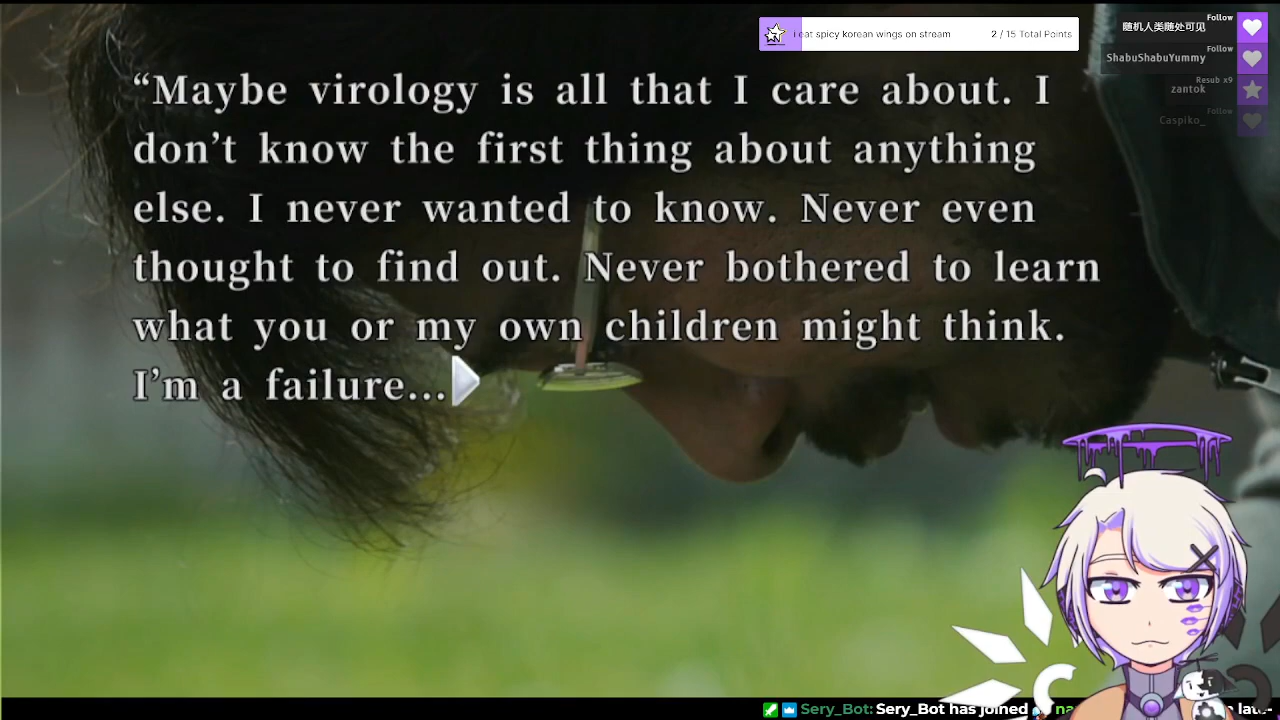 i eat spicy korean wings on stream 2 / 15 Total Points
Follow
随机人类随处可见
Follow
ShabuShabuYummy
Resub x9
zantok
Follow
Caspiko_
“Maybe virology is all that I care about. I
don’t know the first thing about anything
else. I never wanted to know. Never even
thought to find out. Never bothered to learn
what you or my own children might think.
I’m a failure...
Sery_Bot: Sery_Bot has joined